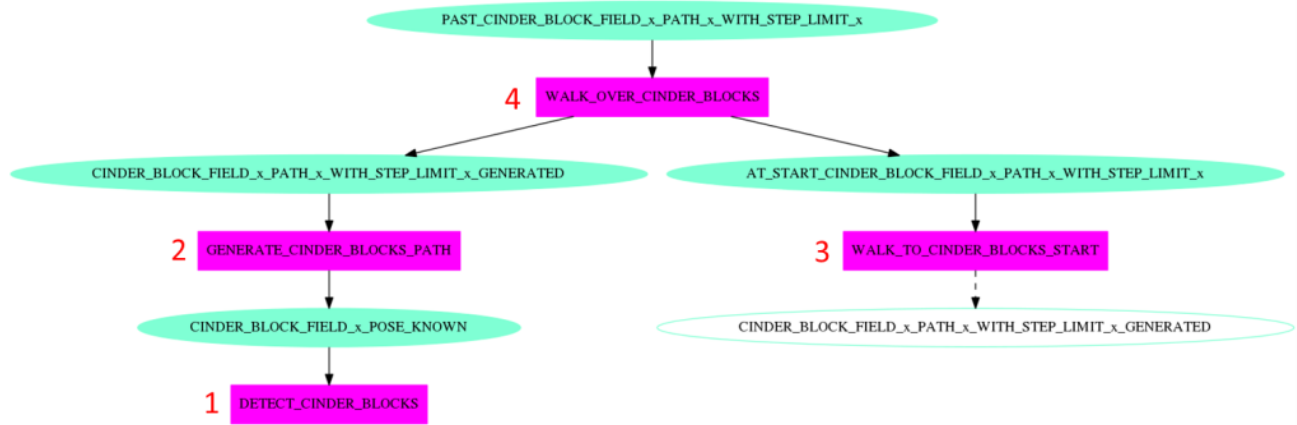 PAST_CINDER_BLOCK_FIELD_x_PATH_x_WITH_STEP_LIMIT_x
4
WALK_OVER_CINDER_BLOCKS
CINDER_BLOCK_FIELD_x_PATH_x_WITH_STEP_LIMIT_x_GENERATED
AT_START_CINDER_BLOCK_FIELD_x_PATH_x_WITH_STEP_LIMIT_x
2
GENERATE_CINDER_BLOCKS_PATH
3
WALK_TO_CINDER_BLOCKS_START
CINDER_BLOCK_FIELD_x_POSE_KNOWN
CINDER_BLOCK_FIELD_x_PATH_x_WITH_STEP_LIMIT_x_GENERATED
1
DETECT_CINDER_BLOCKS